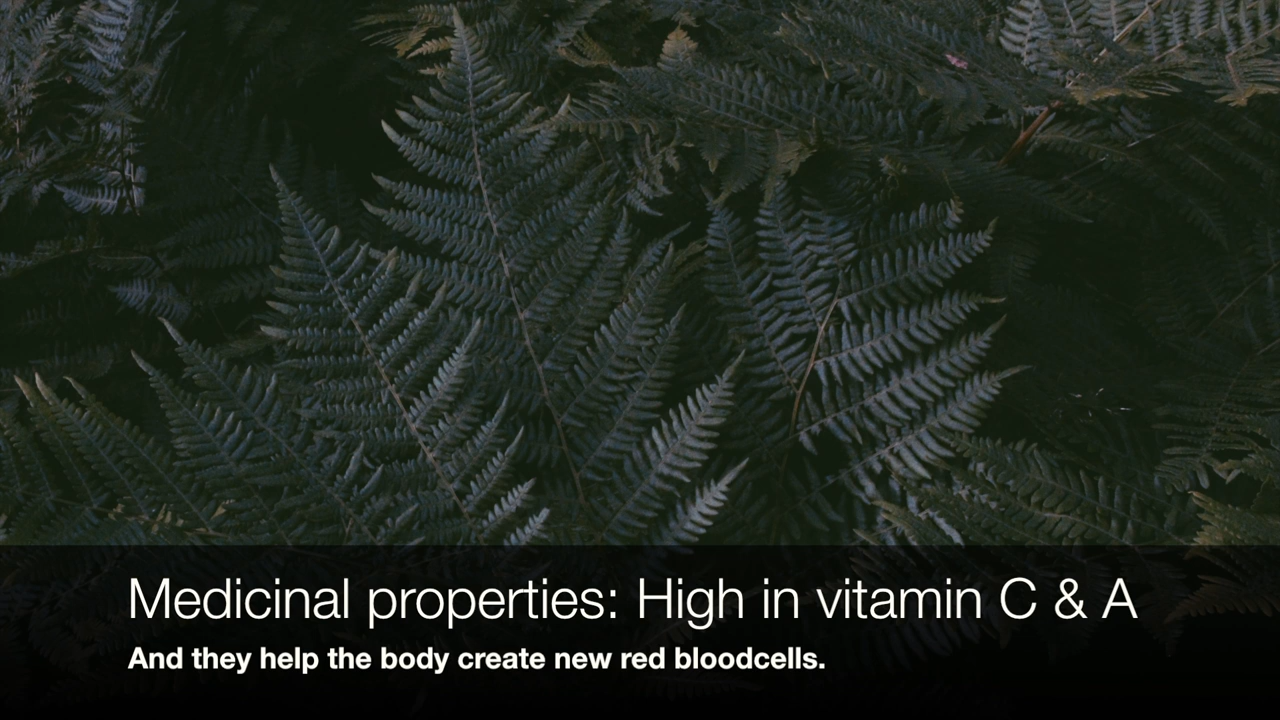 Medicinal properties: High in vitamin C & A
And they help the body create new red bloodcells.